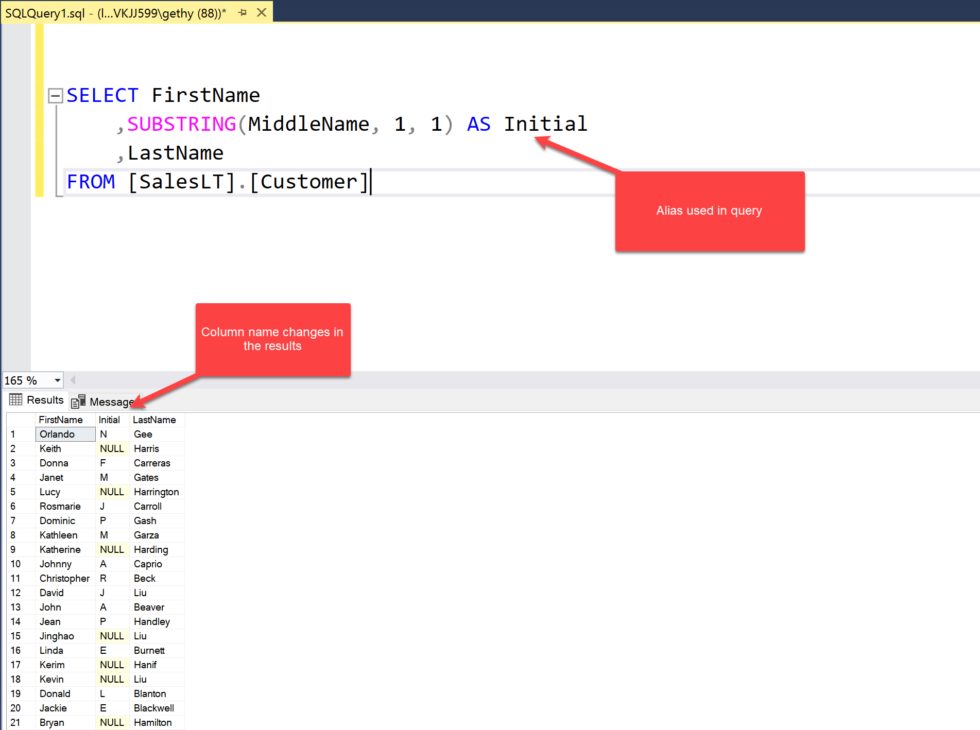 SQLQuery1.sql - (l...VKJJ599\gethy (88))*
SELECT FirstName
,SUBSTRING(MiddleName, 1, 1) AS Initial
,LastName
FROM [SalesLT].[Customer]
Alias used in query
Column name changes in
the results
165 %
Results Message
FirstName Initial LastName
1 Orlando N Gee
2 Keith NULL Harris
3 Donna F Carreras
4 Janet M Gates
5 Lucy NULL Harrington
6 Rosmarie J Carroll
7 Dominic P Gash
8 Kathleen M Garza
9 Katherine NULL Harding
10 Johnny A Caprio
11 Christopher R Beck
12 David J Liu
13 John A Beaver
14 Jean P Handley
15 Jinghao NULL Liu
16 Linda E Burnett
17 Kerim NULL Hanif
18 Kevin NULL Liu
19 Donald L Blanton
20 Jackie E Blackwell
21 Bryan NULL Hamilton